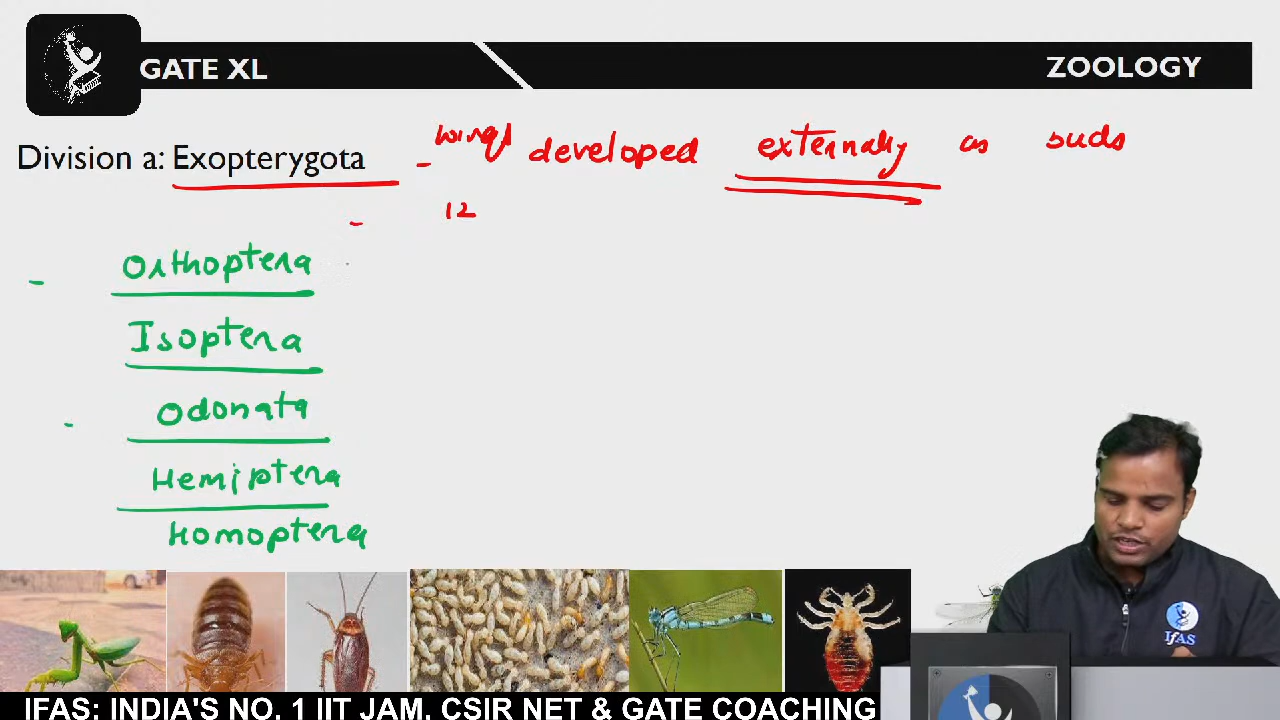 GATE XL
ZOOLOGY
Division a: Exopterygota - wings developed externally as buds
- 12
- Orthoptera
Isoptera
- Odonata
Hemiptera
Homoptera
IFAS
IFAS: INDIA'S NO. 1 IIT JAM, CSIR NET & GATE COACHING